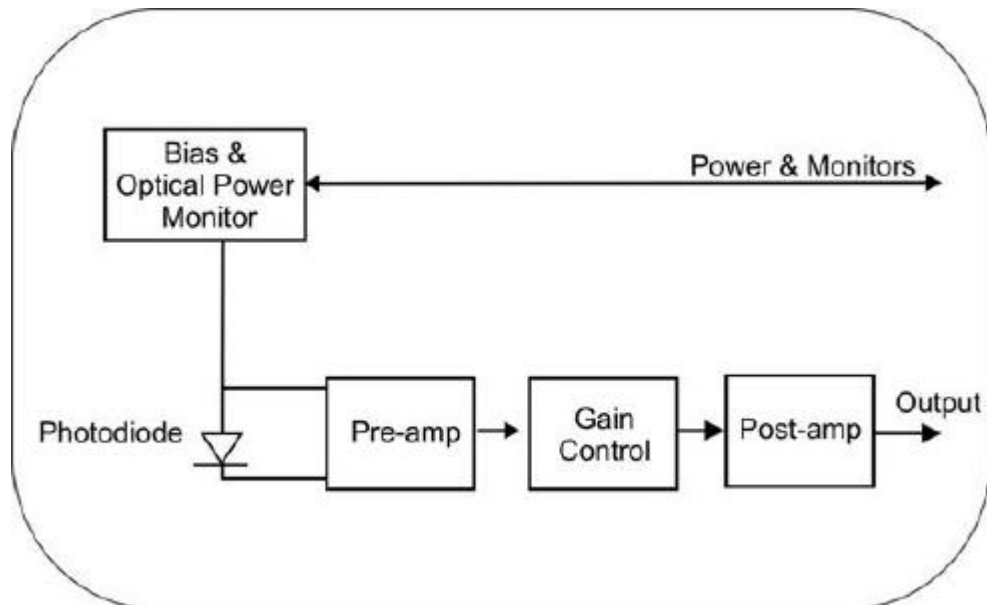 Bias &
Optical Power
Monitor
Power & Monitors
Photodiode
Pre-amp
Gain
Control
Post-amp
Output